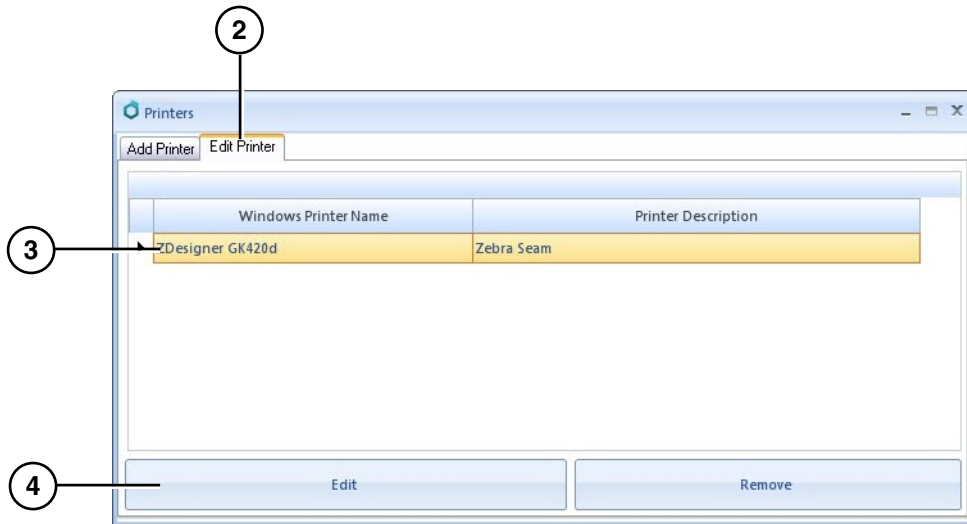 2
Printers
Add Printer Edit Printer
Windows Printer Name Printer Description
3
ZDesigner GK420d Zebra Seam
4
Edit Remove